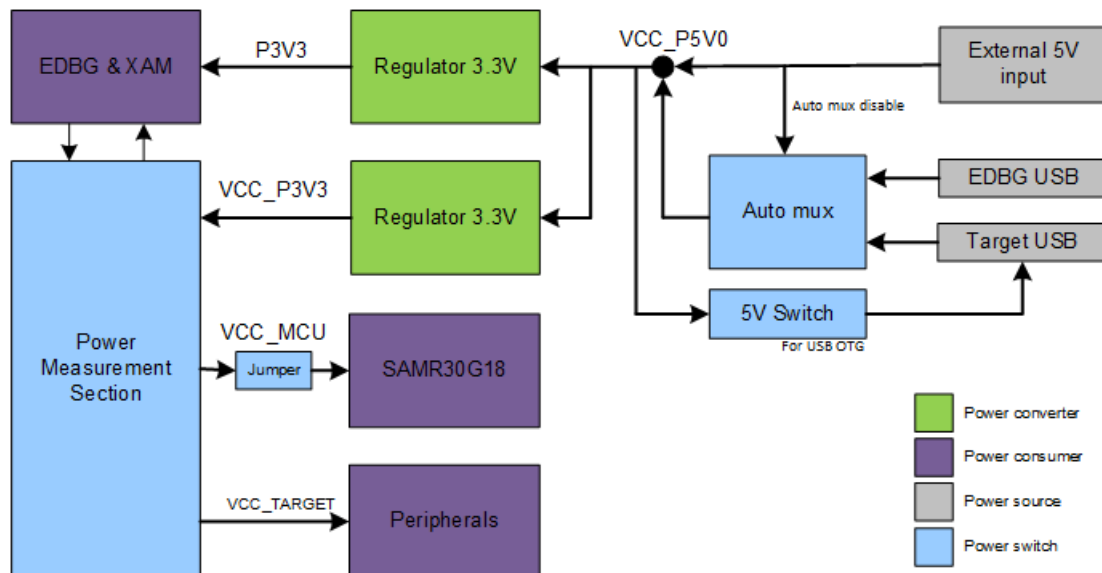 EDBG & XAM
P3V3
Regulator 3.3V
VCC_P5V0
External 5V
input
Auto mux disable
VCC_P3V3
Regulator 3.3V
Auto mux
EDBG USB
Target USB
5V Switch
For USB OTG
Power
Measurement
Section
VCC_MCU
Jumper
SAMR30G18
VCC_TARGET
Peripherals
Power converter
Power consumer
Power source
Power switch